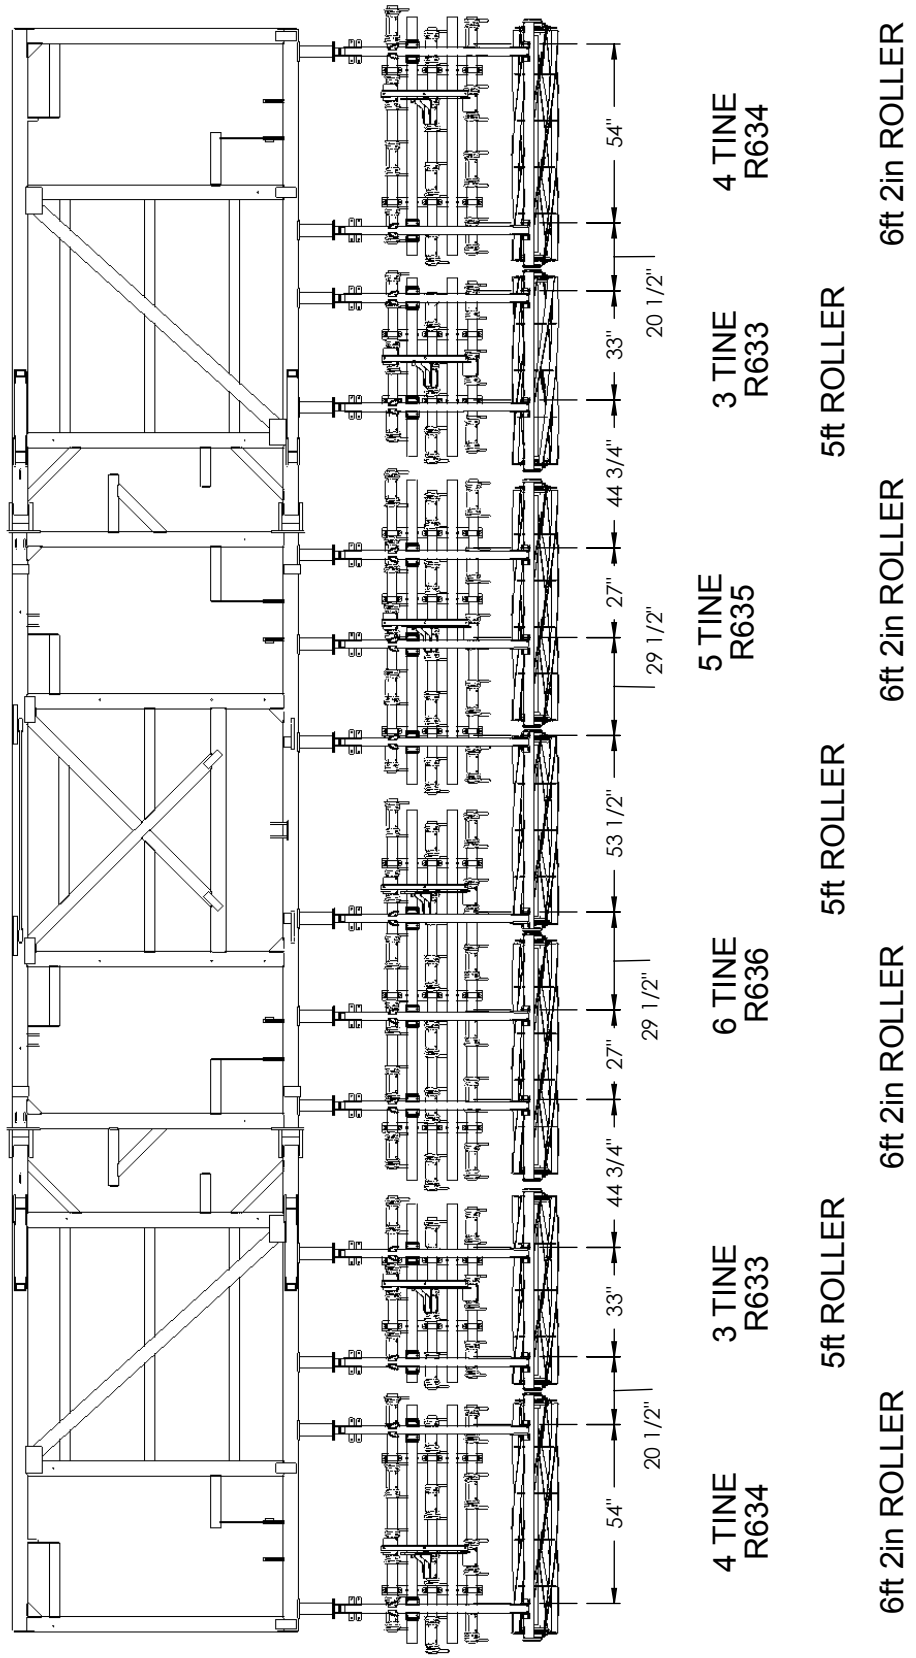 54"
33"
44 3/4"
27"
53 1/2"
27"
44 3/4"
33"
54"
20 1/2"
29 1/2"
29 1/2"
20 1/2"
4 TINE
R634
3 TINE
R633
6 TINE
R636
5 TINE
R635
3 TINE
R633
4 TINE
R634
5ft ROLLER
5ft ROLLER
5ft ROLLER
6ft 2in ROLLER
6ft 2in ROLLER
6ft 2in ROLLER
6ft 2in ROLLER